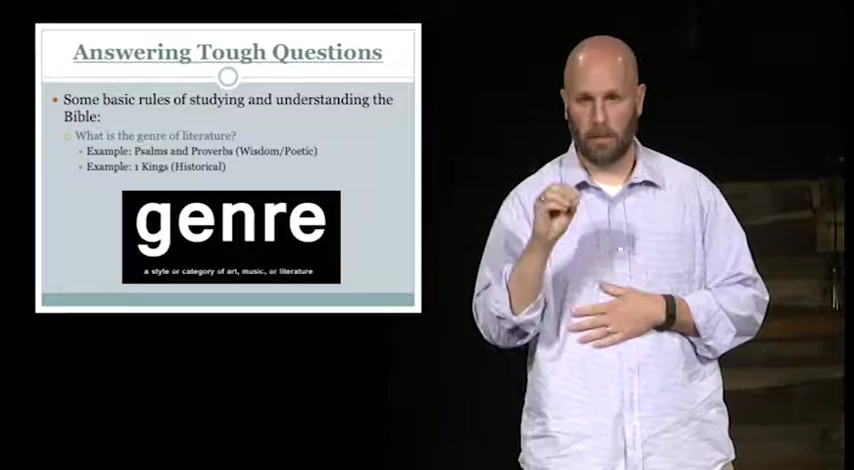 Answering Tough Questions
Some basic rules of studying and understanding the
Bible:
What is the genre of literature?
Example: Psalms and Proverbs (Wisdom/Poetic)
Example: 1 Kings (Historical)
genre
a style or category of art, music, or literature